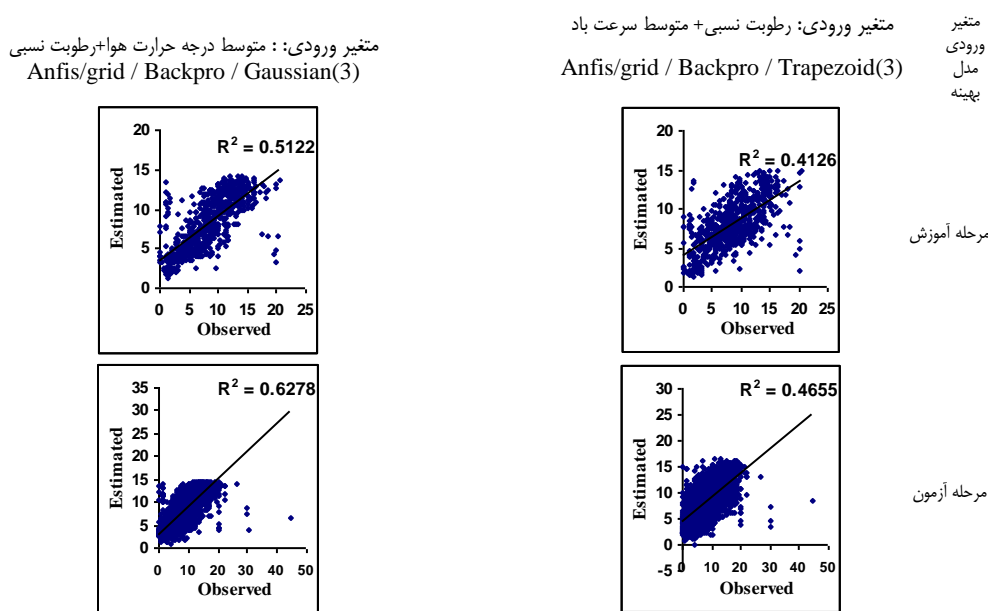 متغیر
ورودی
مدل
بهینه
متغیر ورودی: رطوبت نسبی+ متوسط سرعت باد
Anfis/grid / Backpro / Trapezoid(3)
متغیر ورودی: : متوسط درجه حرارت هوا+رطوبت نسبی
Anfis/grid / Backpro / Gaussian(3)
مرحله آموزش
R² = 0.4126
Estimated
20
15
10
5
0
0 5 10 15 20 25
Observed
R² = 0.5122
Estimated
20
15
10
5
0
0 5 10 15 20 25
Observed
مرحله آزمون
R² = 0.4655
Estimated
30
25
20
15
10
5
0
-5
0 10 20 30 40 50
Observed
R² = 0.6278
Estimated
35
30
25
20
15
10
5
0
0 10 20 30 40 50
Observed